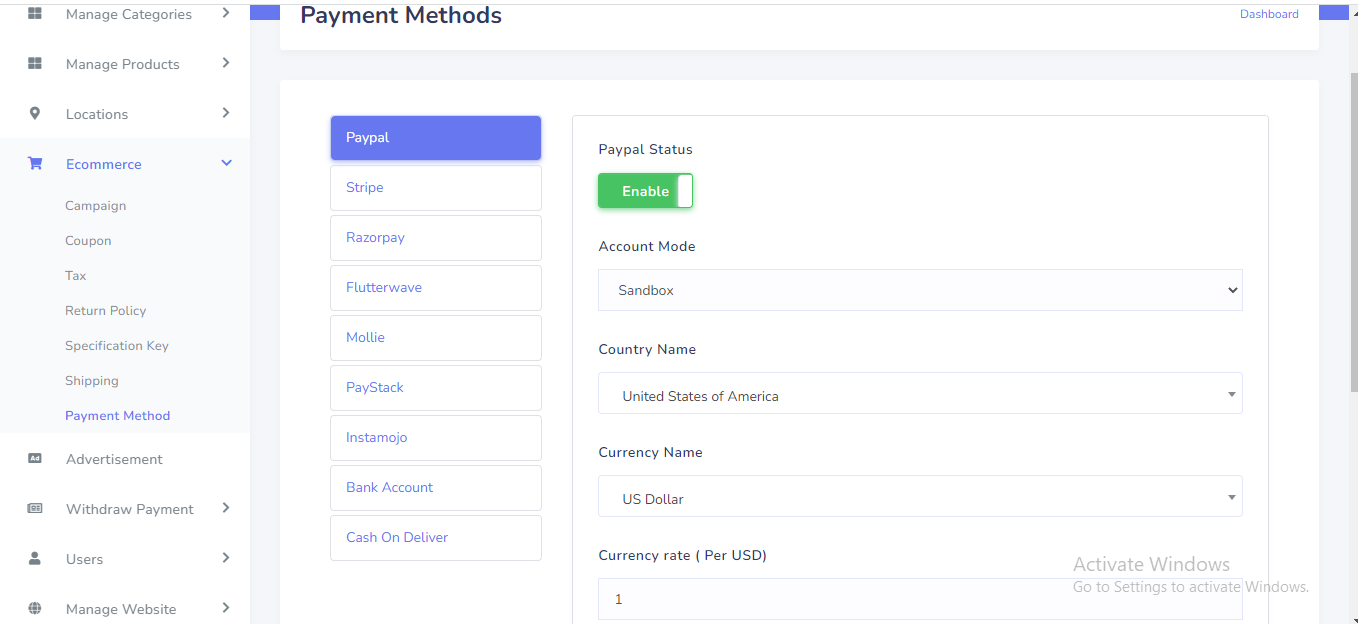 Manage Categories
Manage Products
Locations
Ecommerce
Campaign
Coupon
Tax
Return Policy
Specification Key
Shipping
Payment Method
Ad
Advertisement
Withdraw Payment
Users
Manage Website
Payment Methods
Dashboard
Paypal
Stripe
Razorpay
Flutterwave
Mollie
PayStack
Instamojo
Bank Account
Cash On Deliver
Paypal Status
Enable
Account Mode
Sandbox
Country Name
United States of America
Currency Name
US Dollar
Currency rate ( Per USD)
1
Activate Windows
Go to Settings to activate Windows.